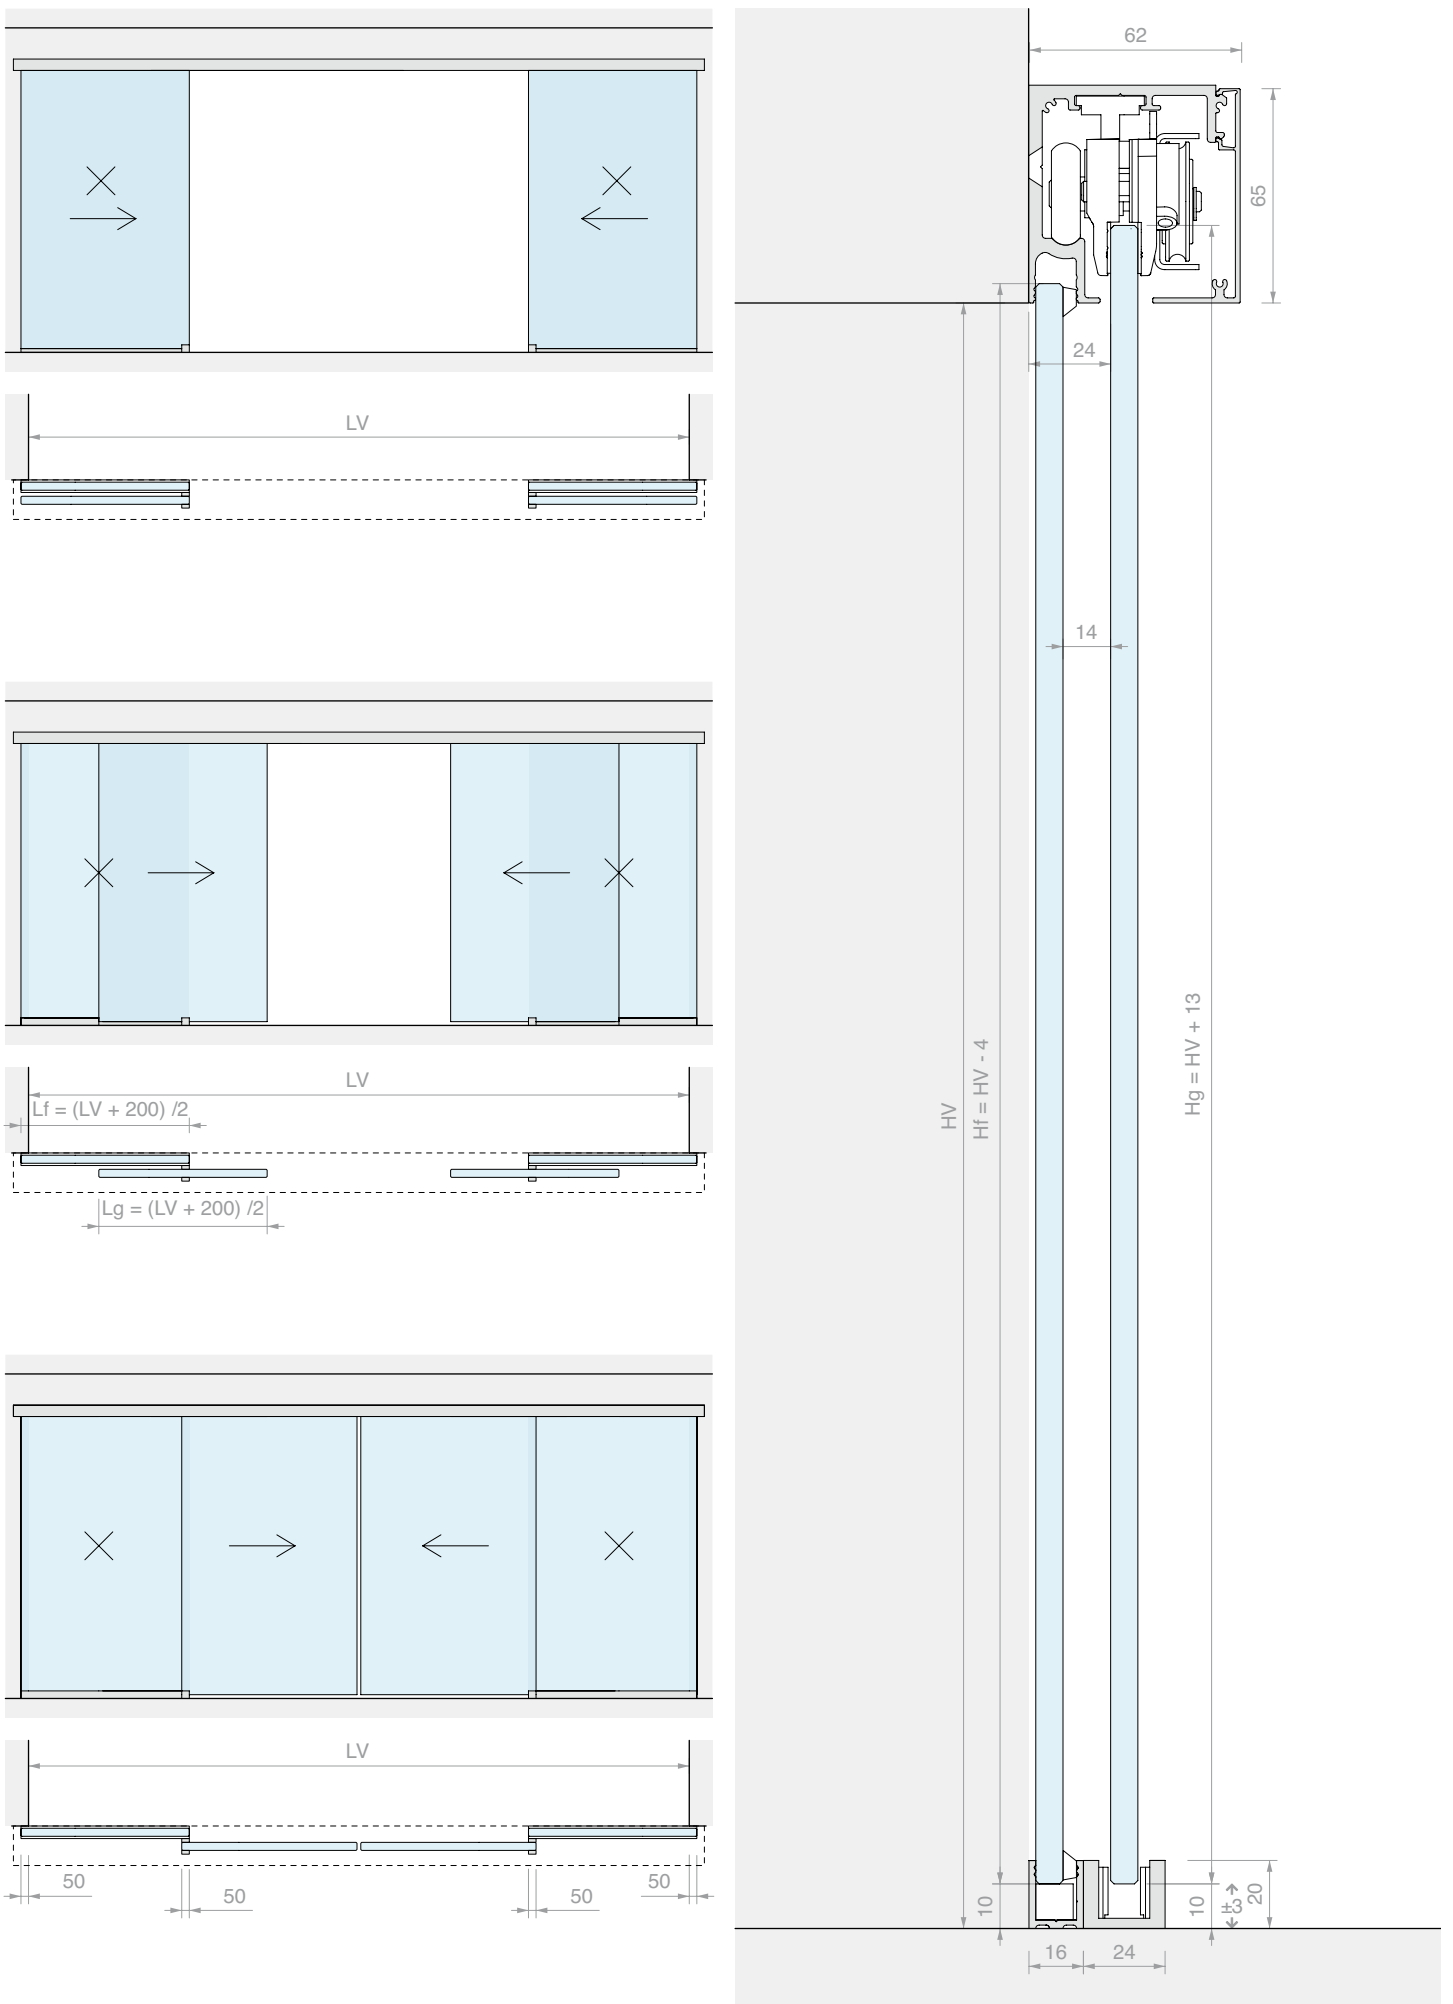 LV
LV
Lf = (LV + 200) /2
Lg = (LV + 200) /2
LV
50
50
50
50
62
65
24
14
HV
Hf = HV - 4
Hg = HV + 13
10
10
±3
20
16
24